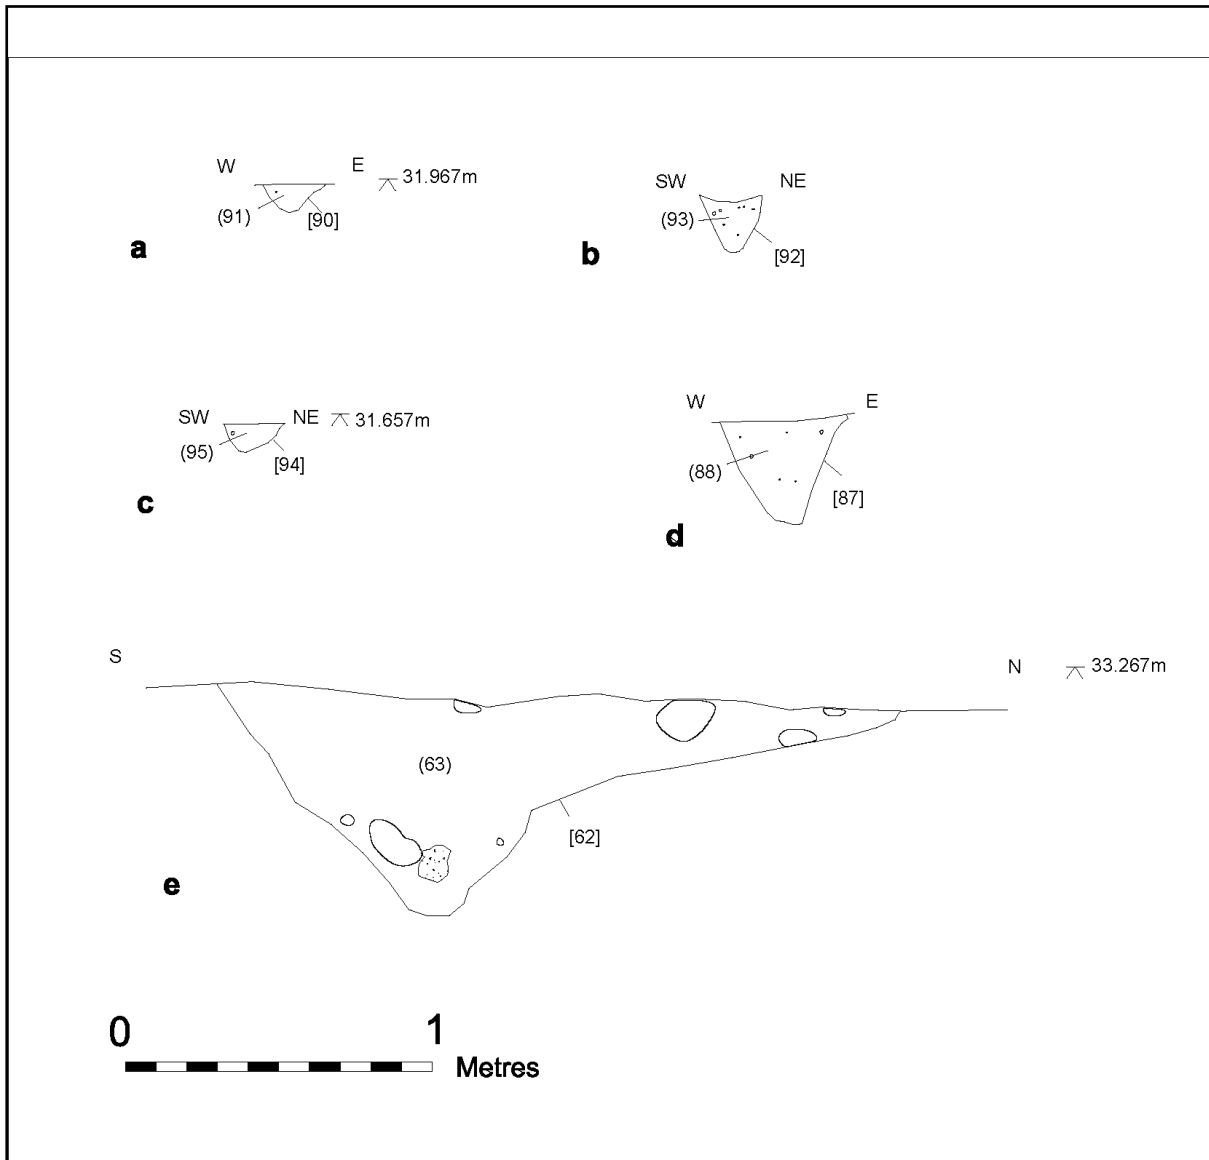 W E 31.967m
(91) [90]
a
SW NE
(93)
[92]
b
SW NE 31.657m
(95)
[94]
c
W E
(88)
[87]
d
S N 33.267m
(63)
[62]
e
0 1
Metres